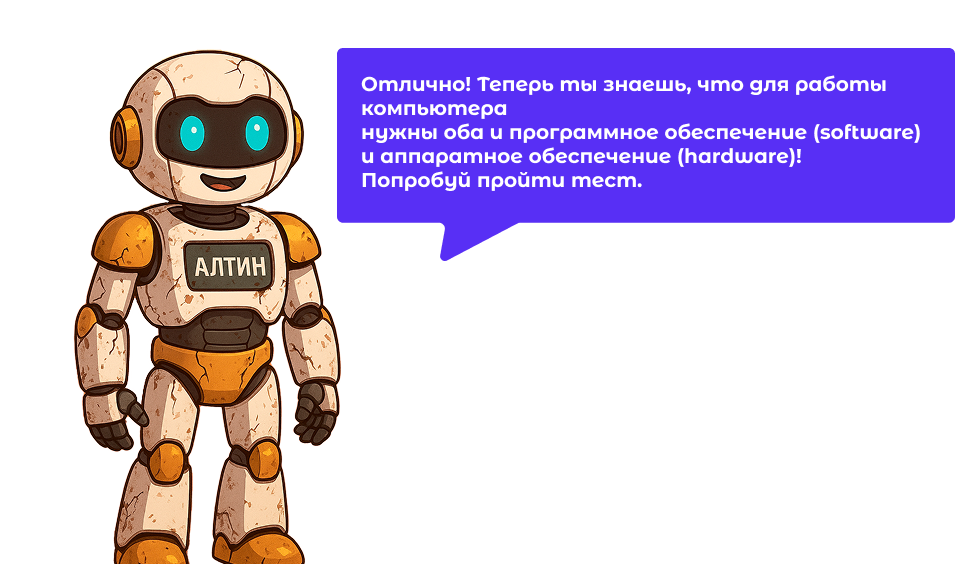 Отлично! Теперь ты знаешь, что для работы
компьютера
нужны оба и программное обеспечение (software)
и аппаратное обеспечение (hardware)!
Попробуй пройти тест.
АЛТИН